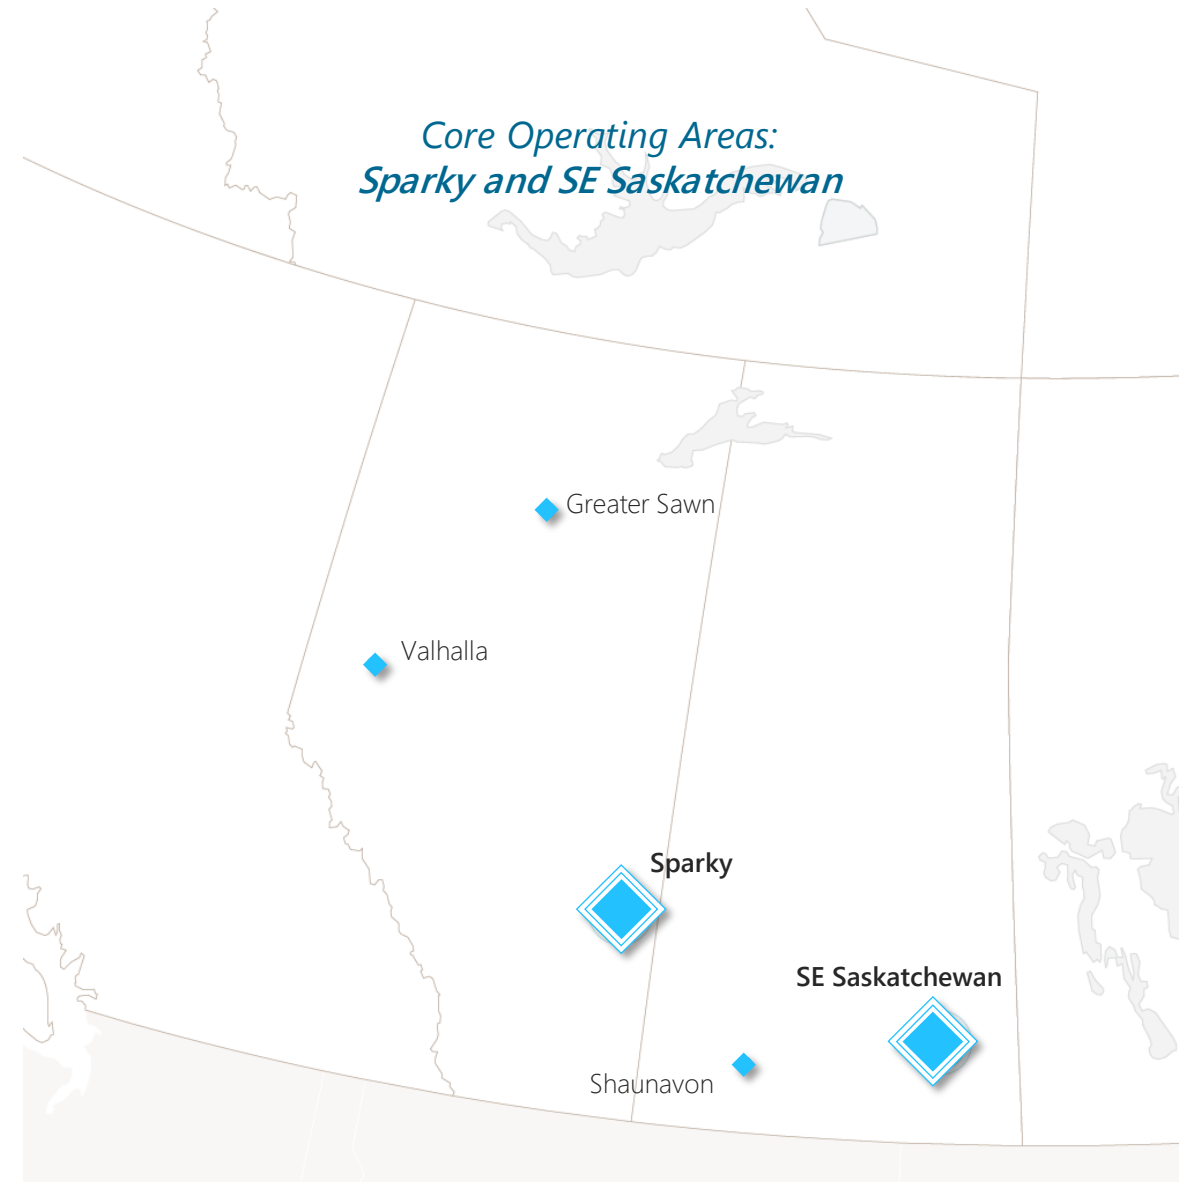 Core Operating Areas:
Sparky and SE Saskatchewan
Greater Sawn
Valhalla
Sparky
SE Saskatchewan
Shaunavon